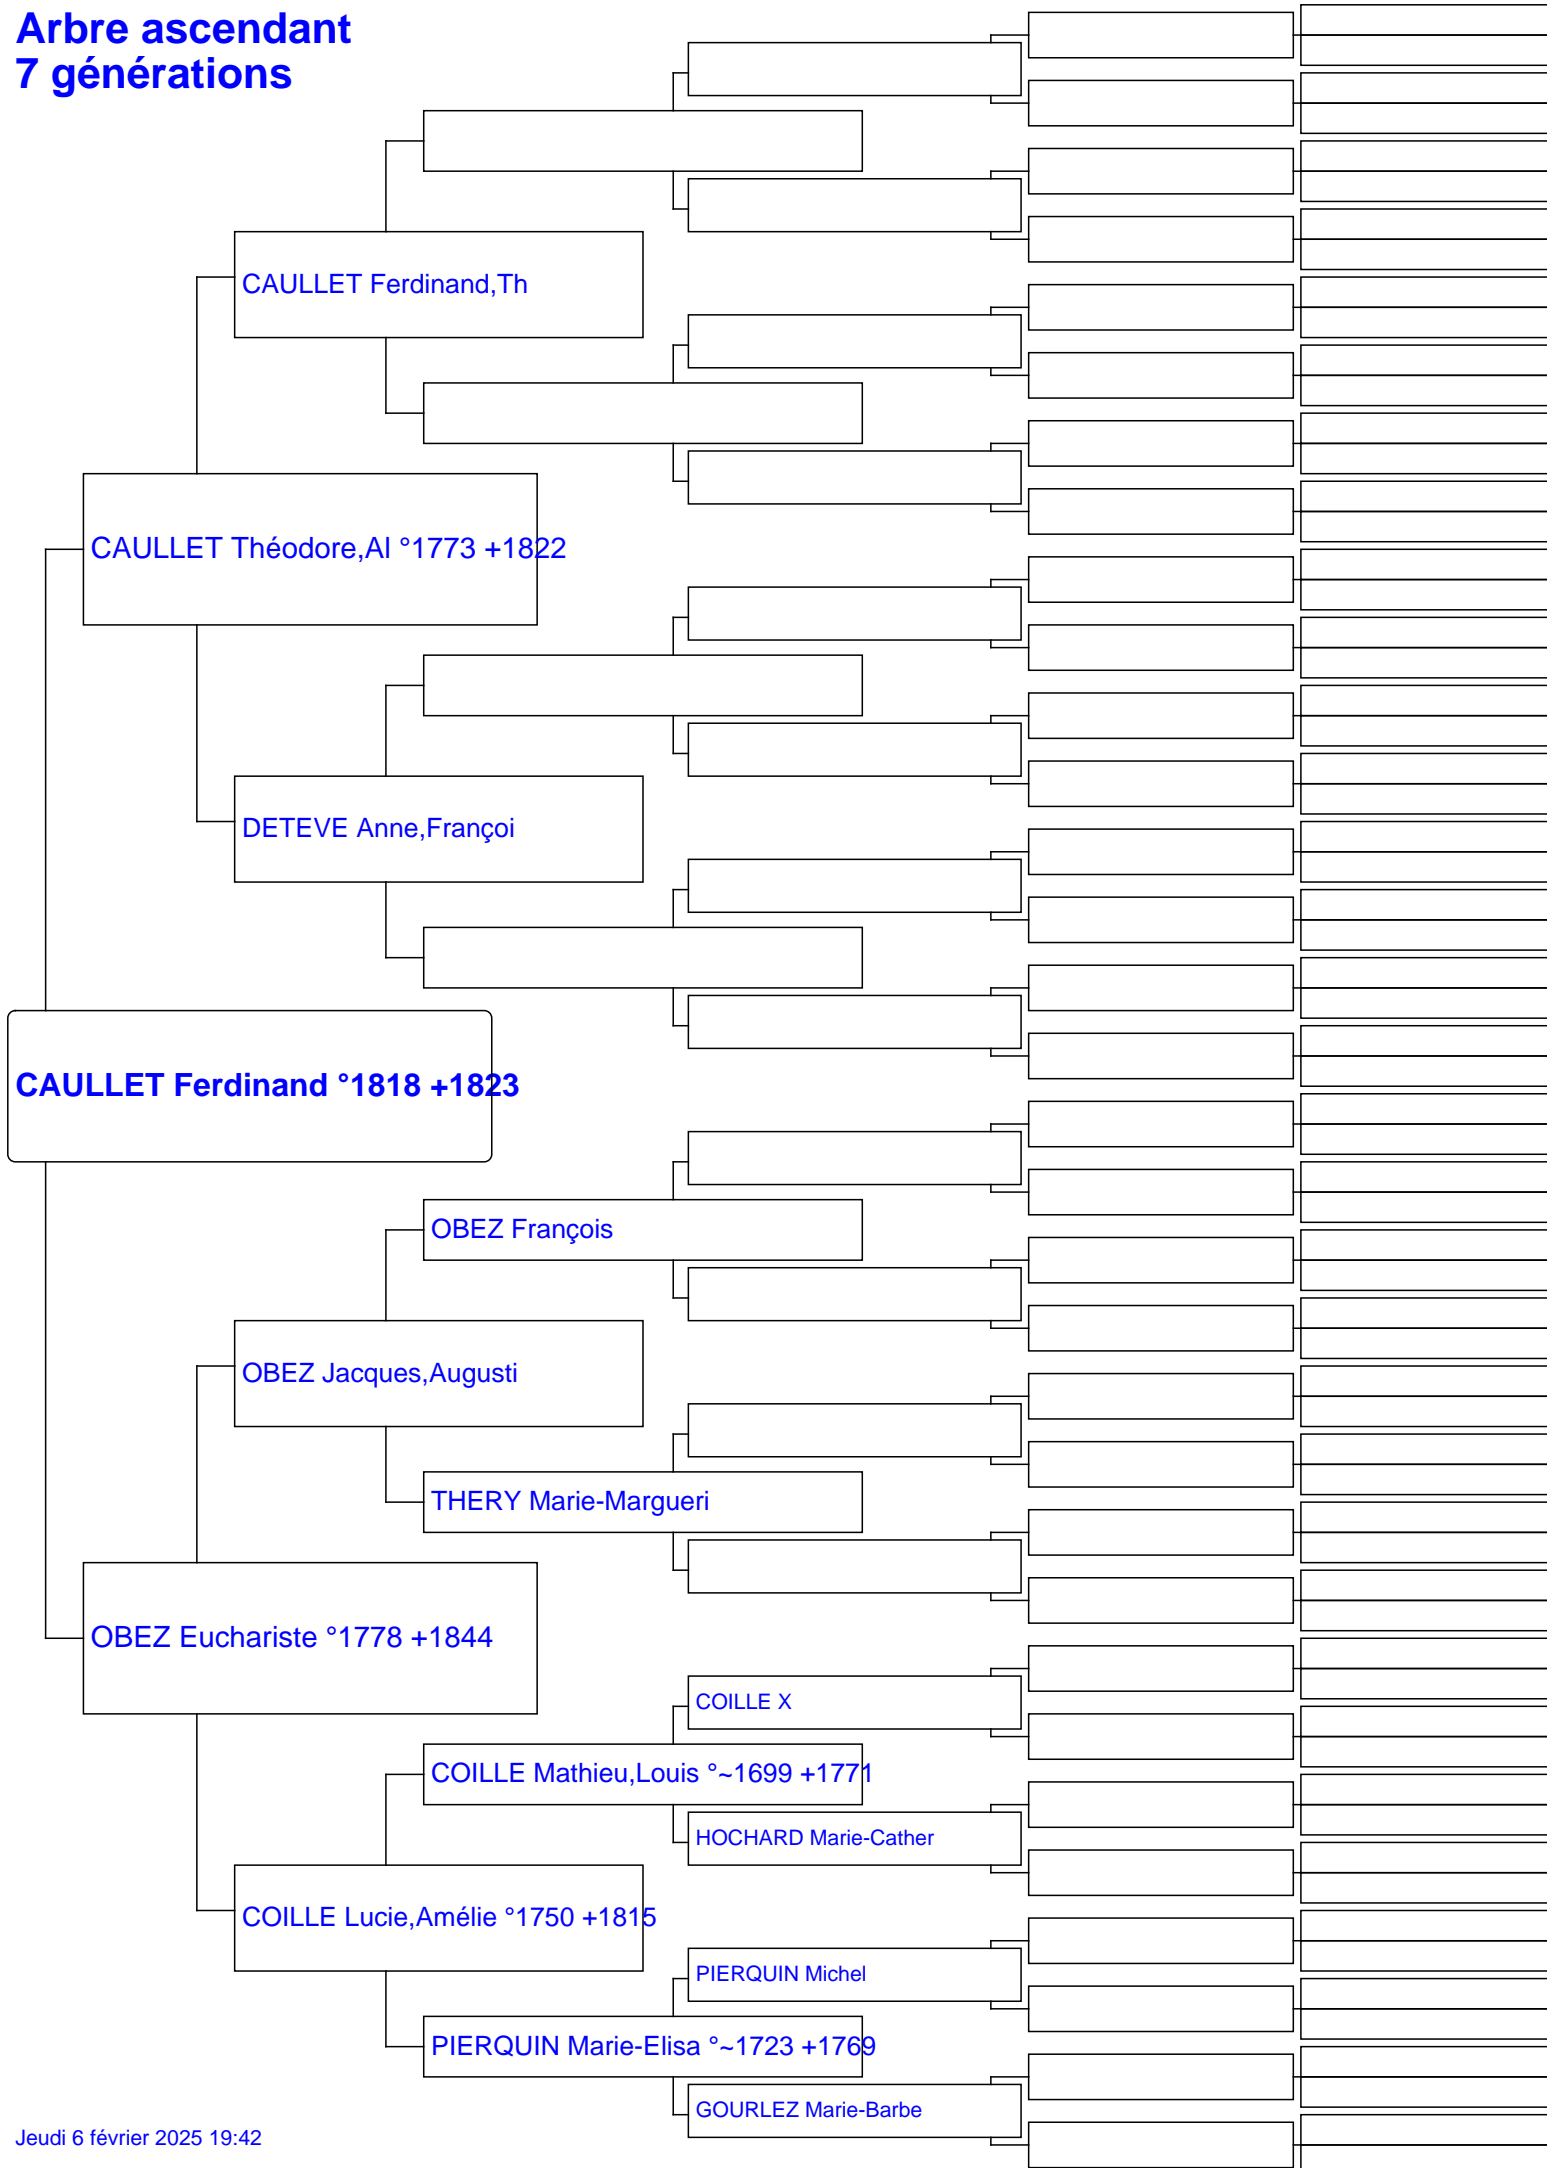 Arbre ascendant
7 générations
CAULLET Ferdinand,Th
CAULLET Théodore,Al °1773 +1822
DETEVE Anne,Françoi
CAULLET Ferdinand °1818 +1823
OBEZ François
OBEZ Jacques,Augusti
THERY Marie-Margueri
OBEZ Euchariste °1778 +1844
COILLE X
COILLE Mathieu,Louis °~1699 +1771
HOCHARD Marie-Cather
COILLE Lucie,Amélie °1750 +1815
PIERQUIN Michel
PIERQUIN Marie-Elisa °~1723 +1769
GOURLEZ Marie-Barbe
Jeudi 6 février 2025 19:42